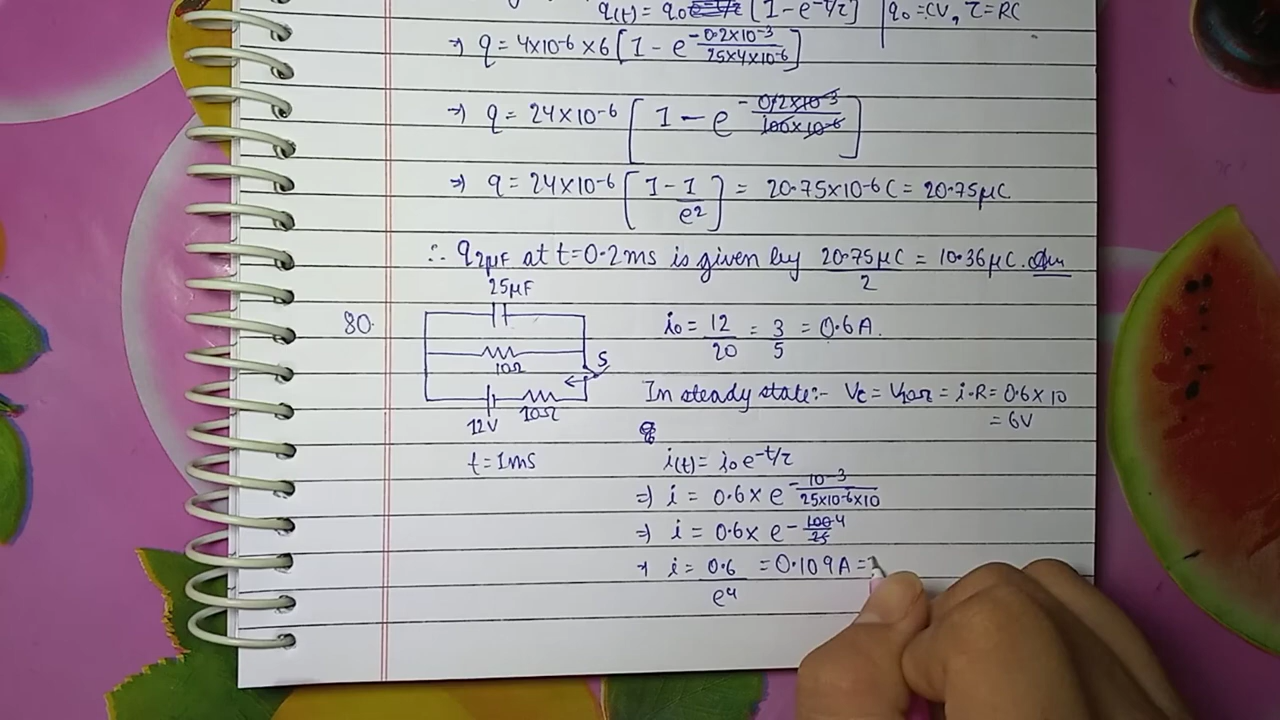 q(t) = q0 [1 - e^-t/τ] | q0 = CV, τ = RC
⇒ q = 4×10^-6 × 6 [1 - e^-0.2×10^-3/25×4×10^-6]
⇒ q = 24×10^-6 [1 - e^-0.2×10^-3/100×10^-6]
⇒ q = 24×10^-6 [1 - 1/e^2] = 20.75×10^-6 C = 20.75μC
∴ q2μF at t=0.2ms is given by 20.75μC/2 = 10.36μC.
25μF
80.
i0 = 12/20 = 3/5 = 0.6A.
10Ω
S
In steady state:- Vc = V10Ω = i·R = 0.6×10
= 6V
12V
10Ω
t=1ms
i(t) = i0 e^-t/τ
⇒ i = 0.6× e^-10^-3/25×10^-6×10
⇒ i = 0.6× e^-100 4/25
⇒ i = 0.6/e^4 = 0.109A =